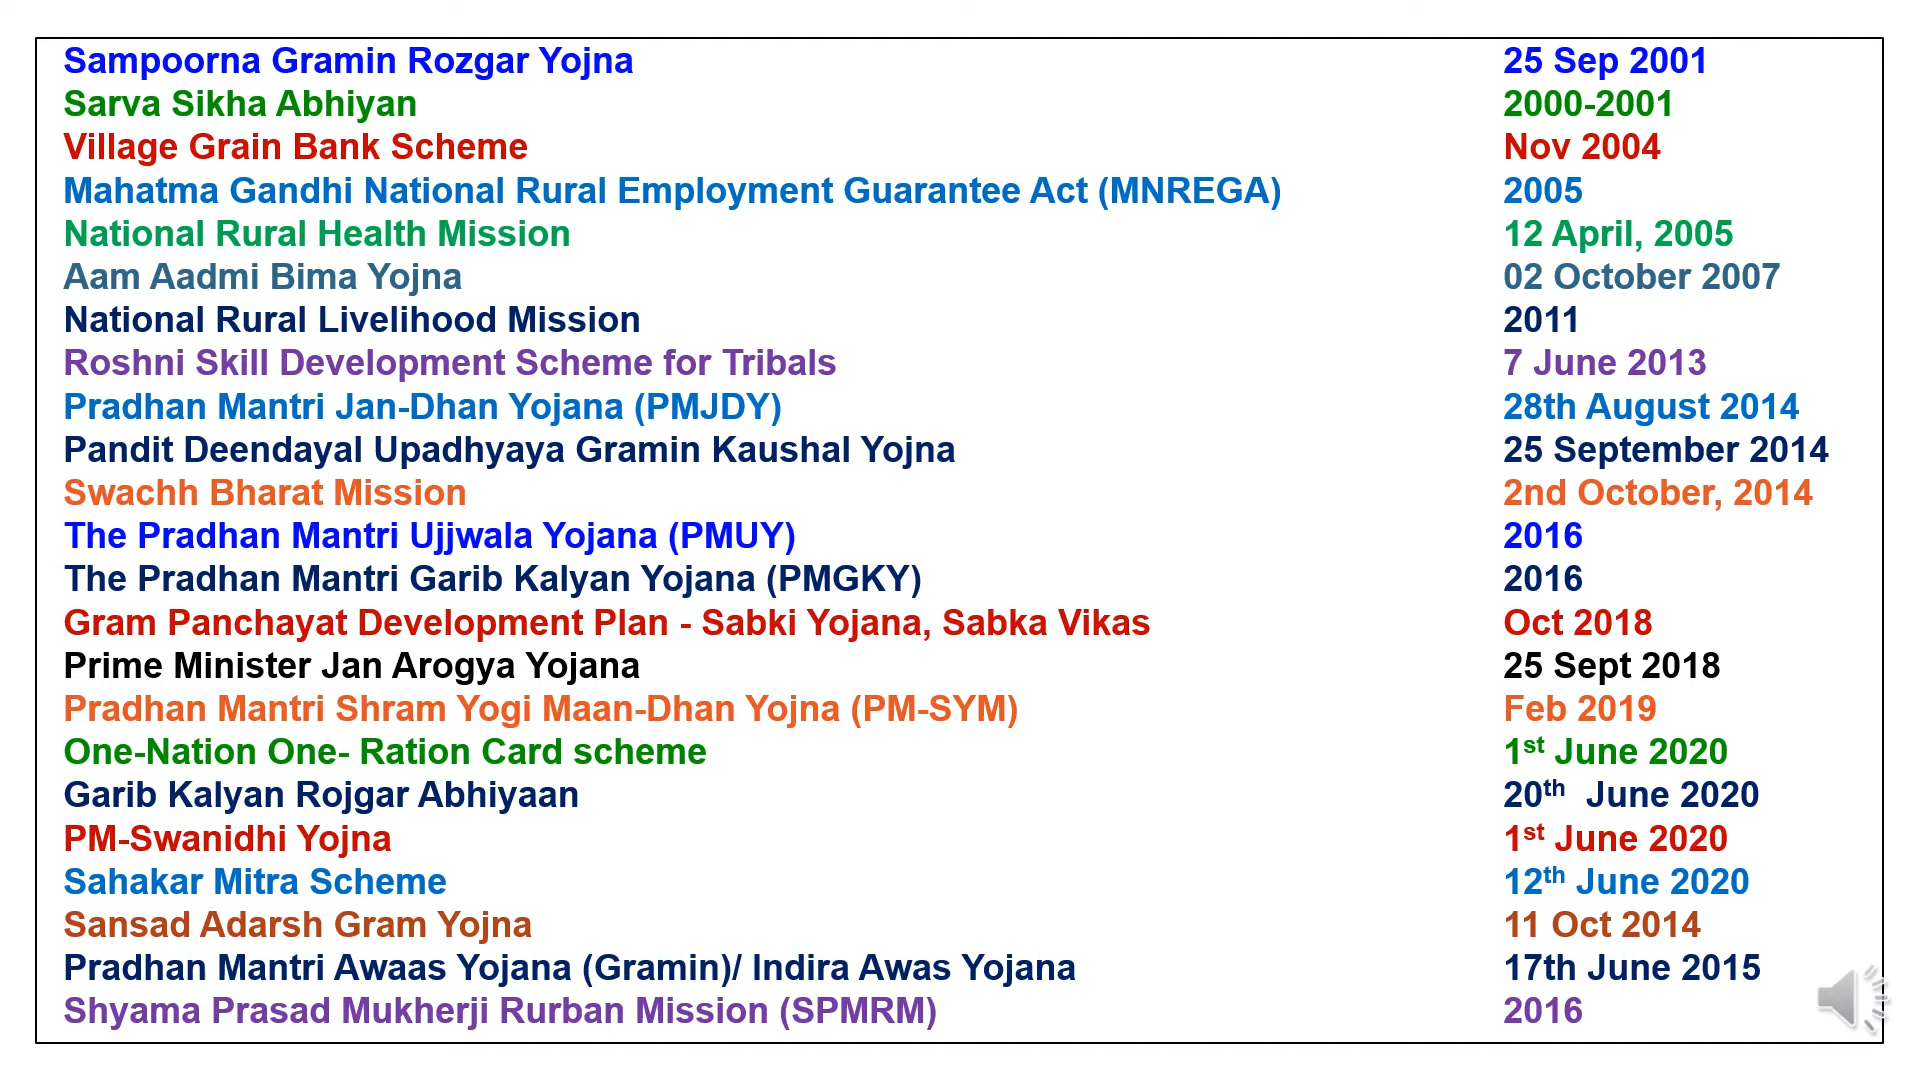 Sampoorna Gramin Rozgar Yojna 25 Sep 2001
Sarva Sikha Abhiyan 2000-2001
Village Grain Bank Scheme Nov 2004
Mahatma Gandhi National Rural Employment Guarantee Act (MNREGA) 2005
National Rural Health Mission 12 April, 2005
Aam Aadmi Bima Yojna 02 October 2007
National Rural Livelihood Mission 2011
Roshni Skill Development Scheme for Tribals 7 June 2013
Pradhan Mantri Jan-Dhan Yojana (PMJDY) 28th August 2014
Pandit Deendayal Upadhyaya Gramin Kaushal Yojna 25 September 2014
Swachh Bharat Mission 2nd October, 2014
The Pradhan Mantri Ujjwala Yojana (PMUY) 2016
The Pradhan Mantri Garib Kalyan Yojana (PMGKY) 2016
Gram Panchayat Development Plan - Sabki Yojana, Sabka Vikas Oct 2018
Prime Minister Jan Arogya Yojana 25 Sept 2018
Pradhan Mantri Shram Yogi Maan-Dhan Yojna (PM-SYM) Feb 2019
One-Nation One- Ration Card scheme 1st June 2020
Garib Kalyan Rojgar Abhiyaan 20th June 2020
PM-Swanidhi Yojna 1st June 2020
Sahakar Mitra Scheme 12th June 2020
Sansad Adarsh Gram Yojna 11 Oct 2014
Pradhan Mantri Awaas Yojana (Gramin)/ Indira Awas Yojana 17th June 2015
Shyama Prasad Mukherji Rurban Mission (SPMRM) 2016